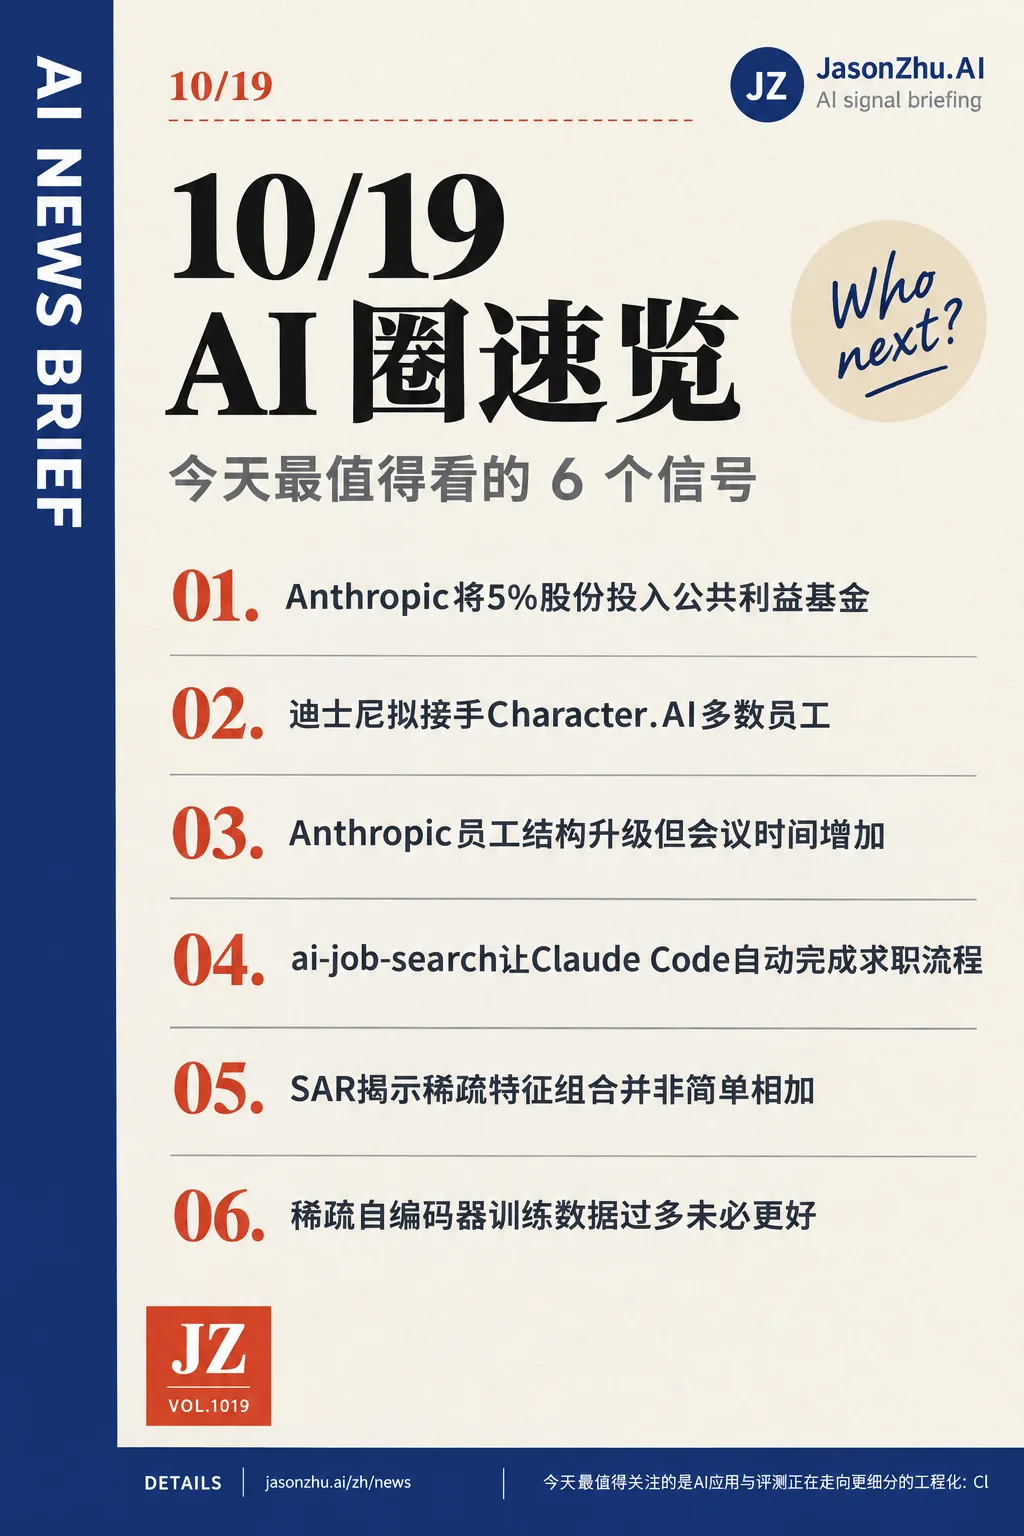 AI NEWS BRIEF
10/19
JZ
JasonZhu.AI
AI signal briefing
10/19
AI 圈速览
Who
next?
今天最值得看的 6 个信号
01. Anthropic将5%股份投入公共利益基金
02. 迪士尼拟接手Character.AI多数员工
03. Anthropic员工结构升级但会议时间增加
04. ai-job-search让Claude Code自动完成求职流程
05. SAR揭示稀疏特征组合并非简单相加
06. 稀疏自编码器训练数据过多未必更好
JZ
VOL.1019
DETAILS
jasonzhu.ai/zh/news
今天最值得关注的是AI应用与评测正在走向更细分的工程化: Cl